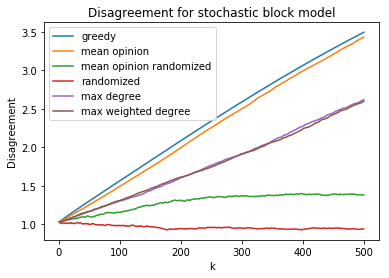 Disagreement for stochastic block model
greedy
mean opinion
mean opinion randomized
randomized
max degree
max weighted degree
Disagreement
3.5
3.0
2.5
2.0
1.5
1.0
0
100
200
300
400
500
k